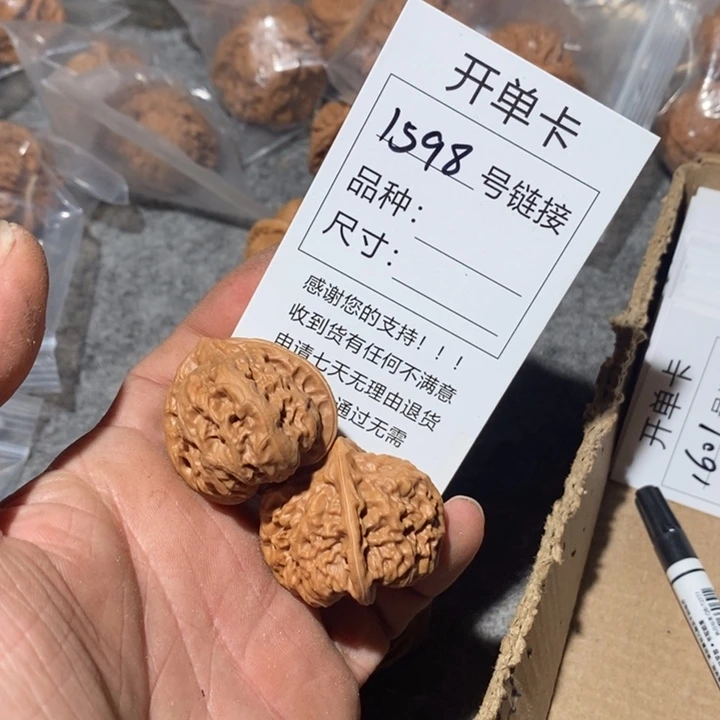 开单卡
1598 号链接
品种：
尺寸：
感谢您的支持！！！
收到货有任何不满意
申请七天无理由退货
通过无需
开单卡
1091